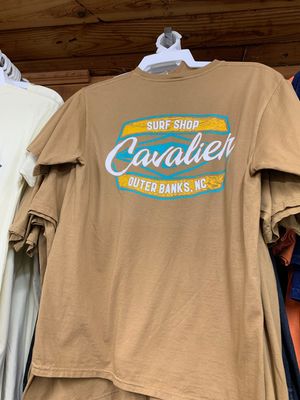 SURF SHOP
Cavalier
OUTER BANKS, NC